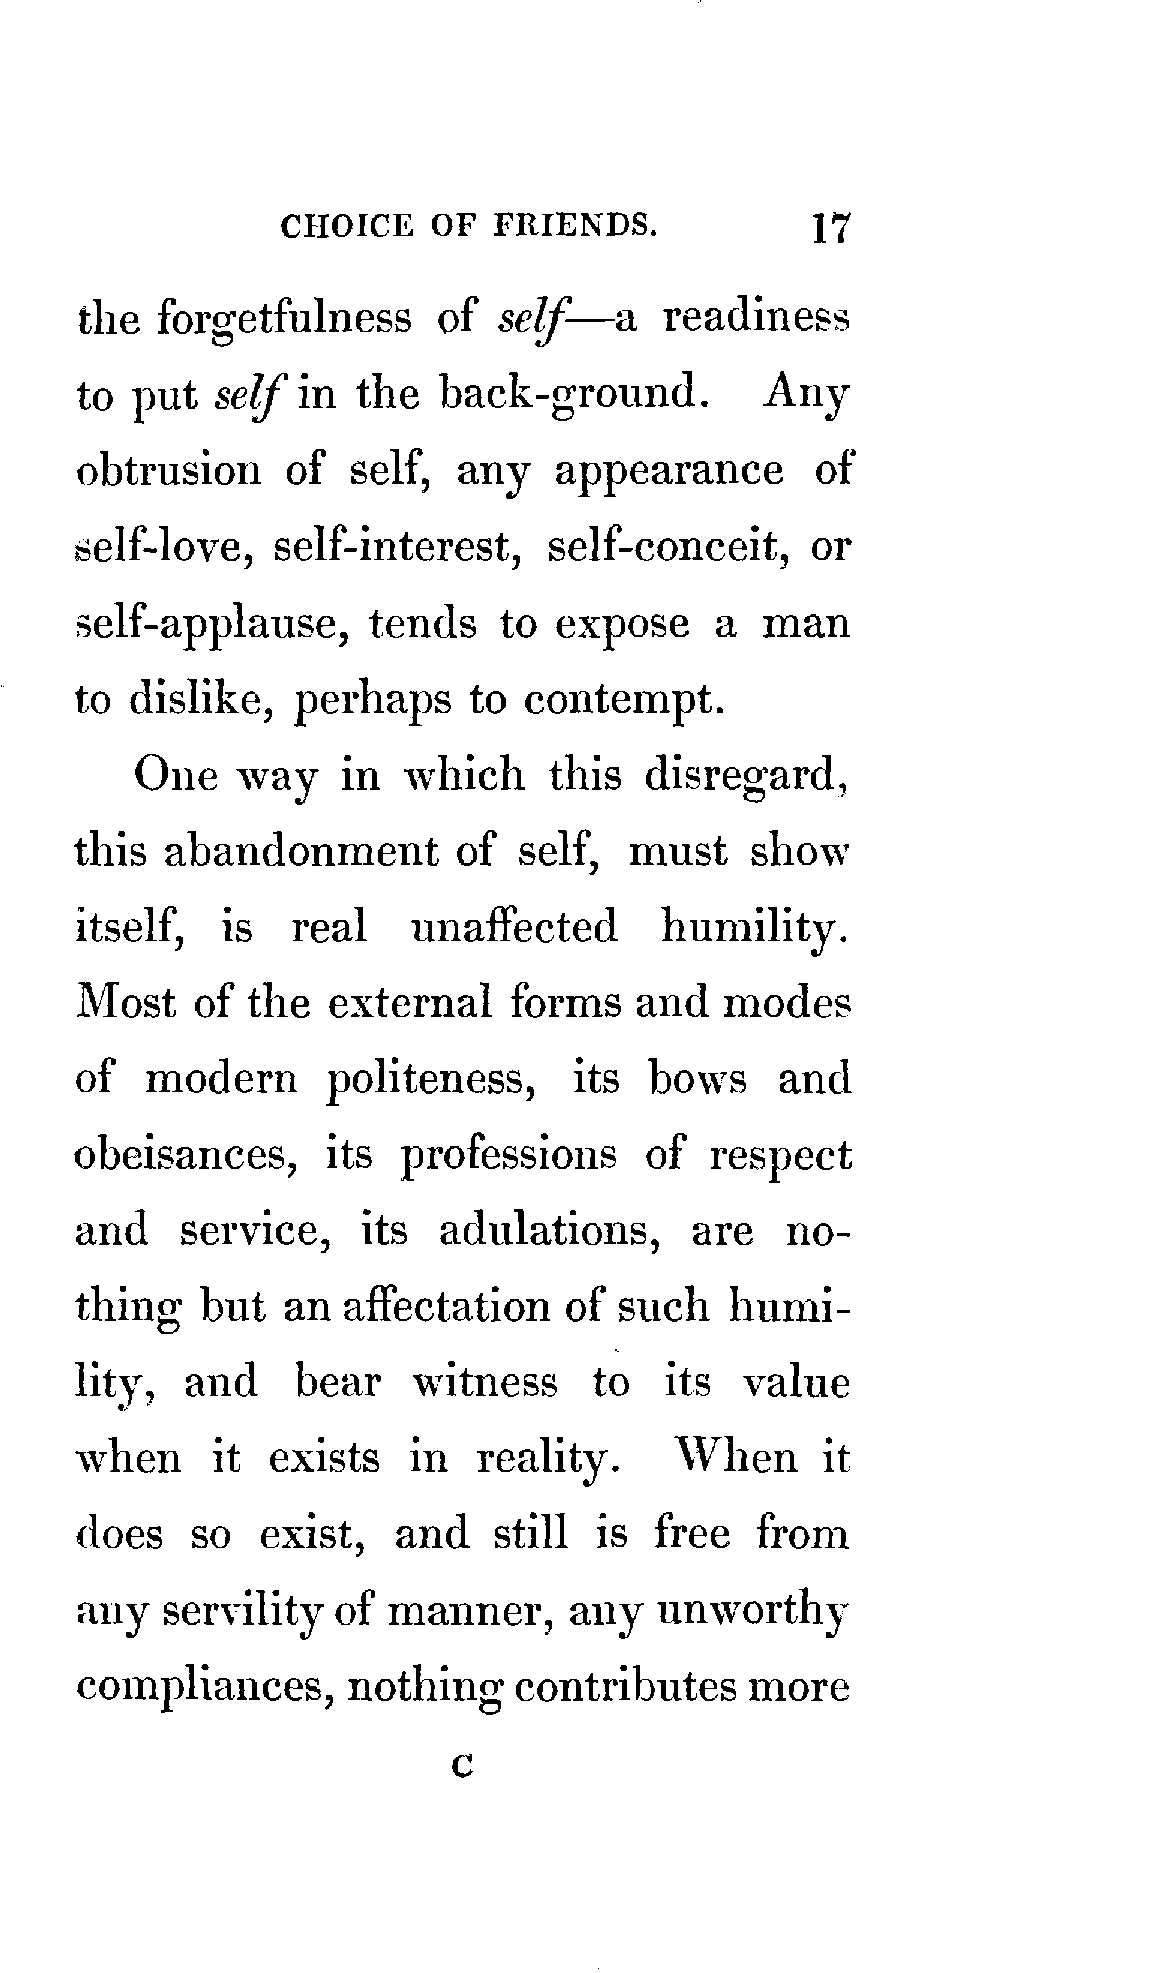 CHOICE OF FRIENDS. 17
the forgetfulness of self—a readiness
to put self in the back-ground. Any
obtrusion of self, any appearance of
self-love, self-interest, self-conceit, or
self-applause, tends to expose a man
to dislike, perhaps to contempt.
One way in which this disregard,
this abandonment of self, must show
itself, is real unaffected humility.
Most of the external forms and modes
of modern politeness, its bows and
obeisances, its professions of respect
and service, its adulations, are no-
thing but an affectation of such humi-
lity, and bear witness to its value
when it exists in reality. When it
does so exist, and still is free from
any servility of manner, any unworthy
compliances, nothing contributes more
C